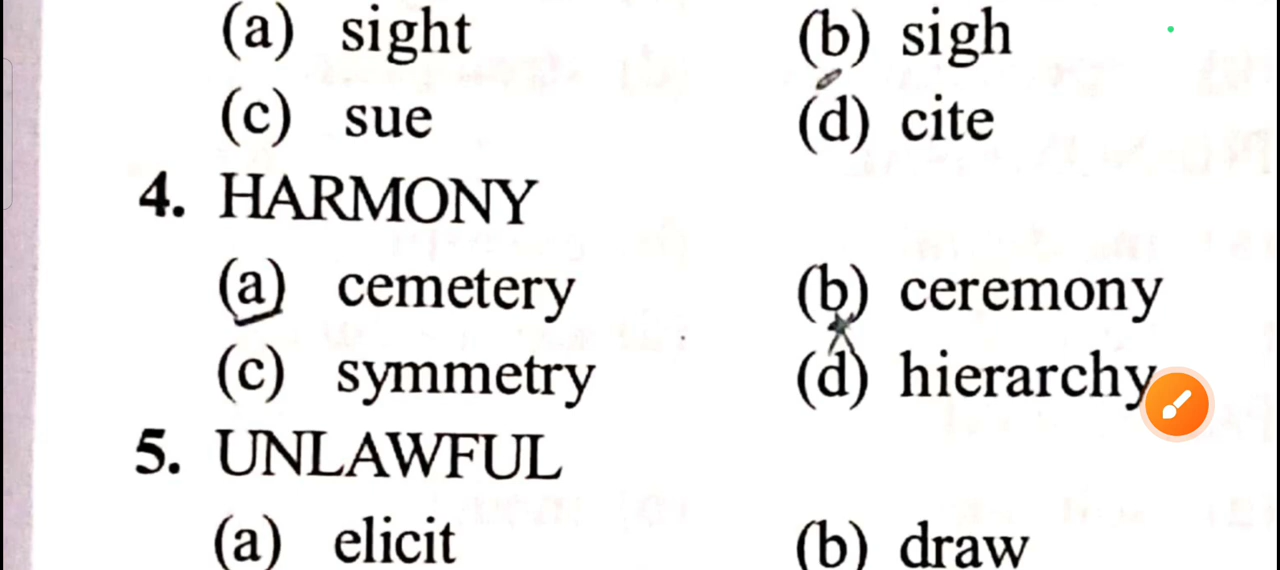 (a) sight (b) sigh
(c) sue (d) cite
4. HARMONY
(a) cemetery (b) ceremony
(c) symmetry (d) hierarchy
5. UNLAWFUL
(a) elicit (b) draw